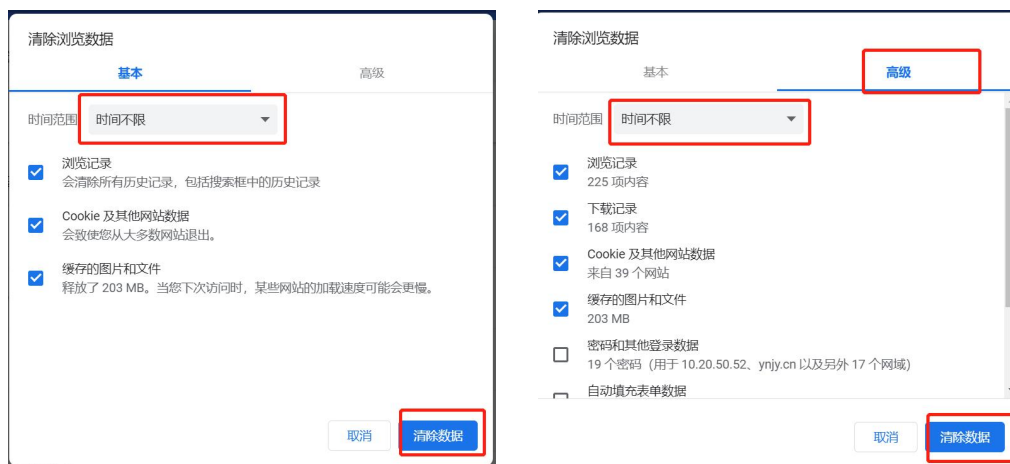 清除浏览数据
基本
高级
时间范围
时间不限
浏览记录
会清除所有历史记录，包括搜索框中的历史记录
Cookie 及其他网站数据
会致使您从大多数网站退出。
缓存的图片和文件
释放了 203 MB。当您下次访问时，某些网站的加载速度可能会更慢。
取消
清除数据
清除浏览数据
基本
高级
时间范围
时间不限
浏览记录
225 项内容
下载记录
168 项内容
Cookie 及其他网站数据
来自 39 个网站
缓存的图片和文件
203 MB
密码和其他登录数据
19 个密码（用于 10.20.50.52、ynjy.cn 以及另外 17 个网域）
自动填充表单数据
取消
清除数据